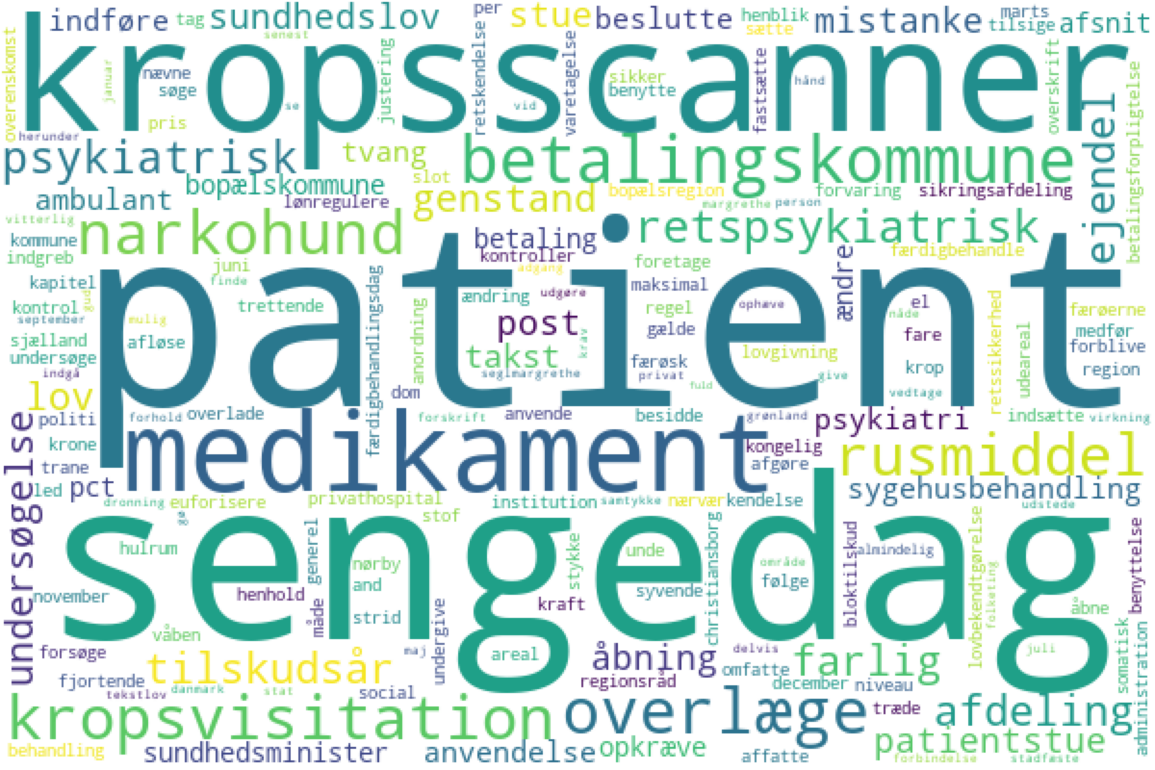 indføre
tag
sundhedslov
senest
per
stue
beslutte
henblik
sætte
mistanke
marts
tilsige
afsnit
overenskomst
kropsscanner
januar
nævne
søge
pris
herunder
se
justering
retskendelse
vid
varetagelse
sikker
benytte
fastsætte
hånd
overskrift
psykiatrisk
tvang
slot
betalingskommune
ejendel
betalingsforpligtelse
ambulant
bopælskommune
lønregulere
genstand
bopælsregion
margrethe
person
forvaring
sikringsafdeling
vitterlig
kommune
indgreb
narkohund
betaling
kontroller
retspsykiatrisk
færdigbehandle
patient
kapitel
gud
juni
finde
trettende
adgang
ændring
udgøre
foretage
maksimal
ændre
el
nåde
færøerne
kontrol
september
mulig
sjælland
undersøge
afløse
indgå
færdigbehandlingsdag
anordning
post
takst
krav
seglmargrethe
regel
gælde
færøsk
privat
ophæve
lovgivning
fuld
give
fare
krop
vedtage
retssikkerhed
udeareal
medfør
forblive
region
lov
politi
forhold
overlade
dom
forskrift
anvende
besidde
grønland
psykiatri
indsætte
virkning
undersøgelse
krone
trane
led
pct
medikament
kongelig
afgøre
rusmiddel
dronning
euforisere
privathospital
stof
institution
samtykke
nærvær
kendelse
sygehusbehandling
udstede
sengedag
hulrum
november
våben
generel
måde
henhold
nørby
and
strid
undergive
maj
areal
kraft
stykke
unde
syvende
christiansborg
område
følge
bloktilskud
almindelig
lovbekendtgørelse
folketing
juli
åbne
benyttelse
somatisk
administration
forsøge
fjortende
tekstlov
danmark
tilskudsår
stat
social
åbning
regionsråd
delvis
omfatte
december
farlig
niveau
træde
kropsvisitation
overlæge
afdeling
behandling
sundhedsminister
anvendelse
opkræve
affatte
patientstue
forbindelse
stadfæste